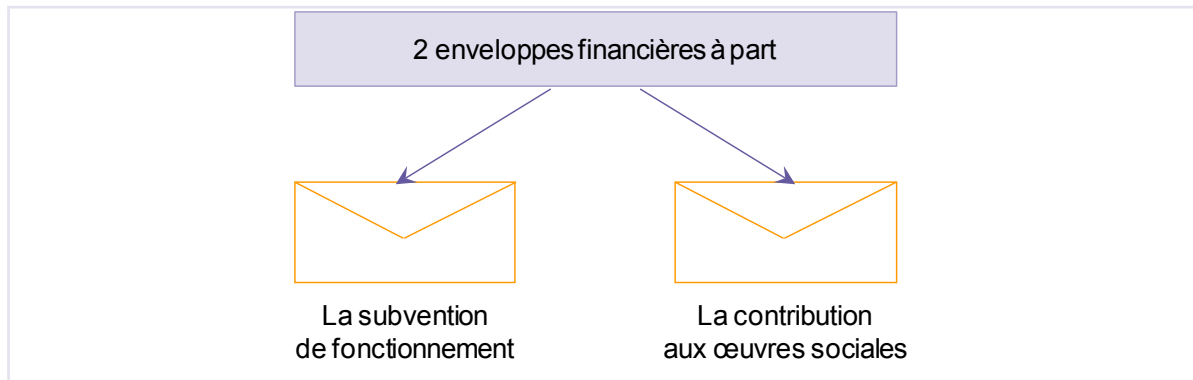 2 enveloppes financières à part
La subvention
de fonctionnement
La contribution
aux œuvres sociales